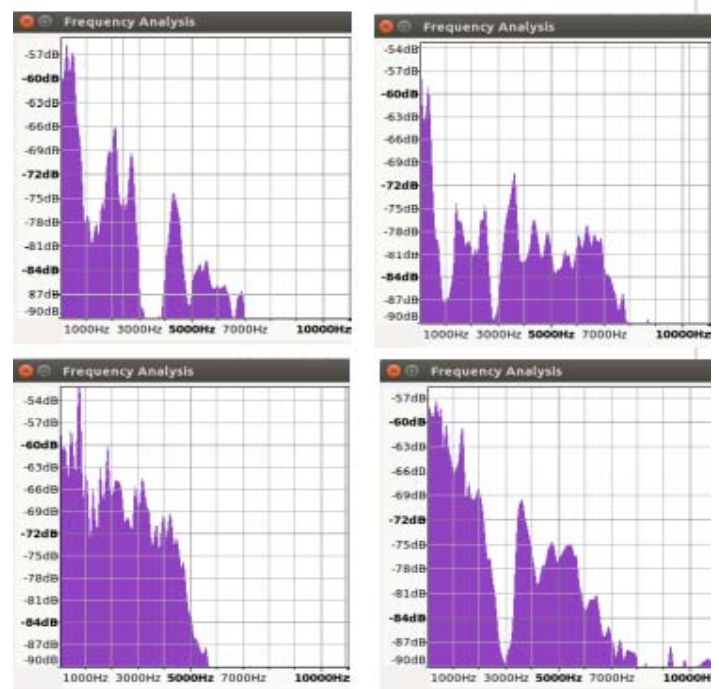 Frequency Analysis
-57dB
-60dB
-63dB
-66dB
-69dB
-72dB
-75dB
-78dB
-81dB
-84dB
87dB
-90dB
1000Hz 3000Hz 5000Hz 7000Hz 10000Hz
Frequency Analysis
-54dB
-57dB
-60dB
-63dB
-66dB
-69dB
-72dB
-75dB
-78dB
-81dB
-84dB
-87dB
-90dB
1000Hz 3000Hz 5000Hz 7000Hz 10000Hz
Frequency Analysis
-54dB
-57dB
-60dB
-63dB
-66dB
-69dB
-72dB
-75dB
-78dB
-81dB
-84dB
-87dB
-90dB
1000Hz 3000Hz 5000Hz 7000Hz 10000Hz
Frequency Analysis
-57dB
-60dB
-63dB
-66dB
-69dB
-72dB
-75dB
-78dB
-81dB
-84dB
-87dB
-90dB
1000Hz 3000Hz 5000Hz 7000Hz 10000H